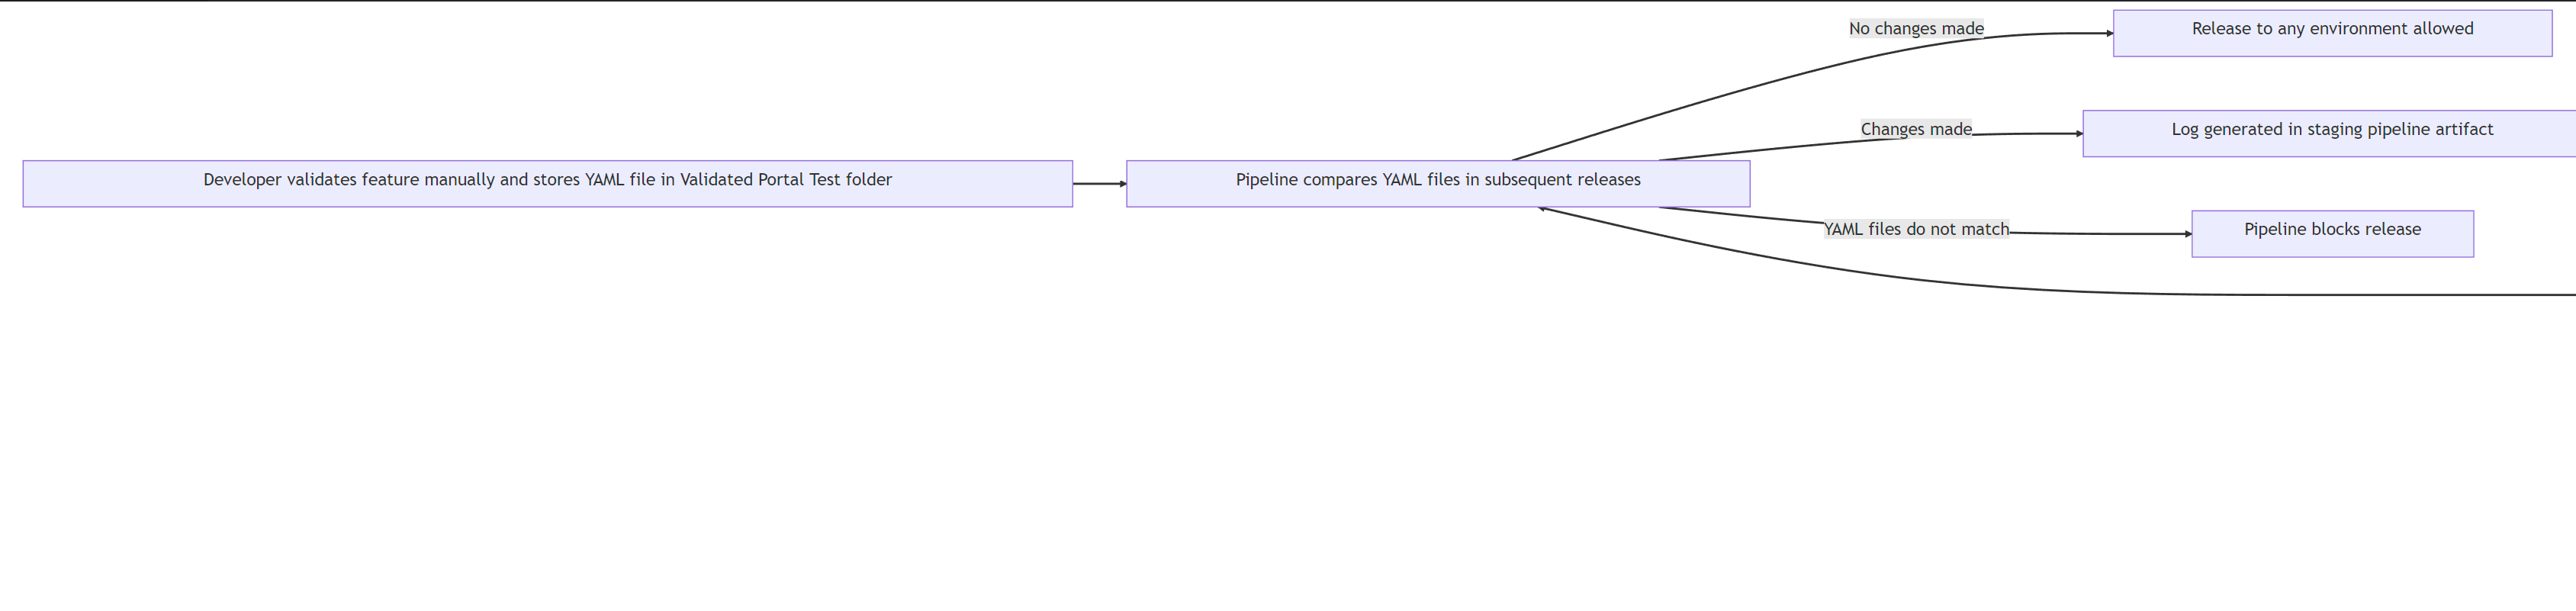 No changes made
Release to any environment allowed
Changes made
Log generated in staging pipeline artifact
Developer validates feature manually and stores YAML file in Validated Portal Test folder
Pipeline compares YAML files in subsequent releases
YAML files do not match
Pipeline blocks release